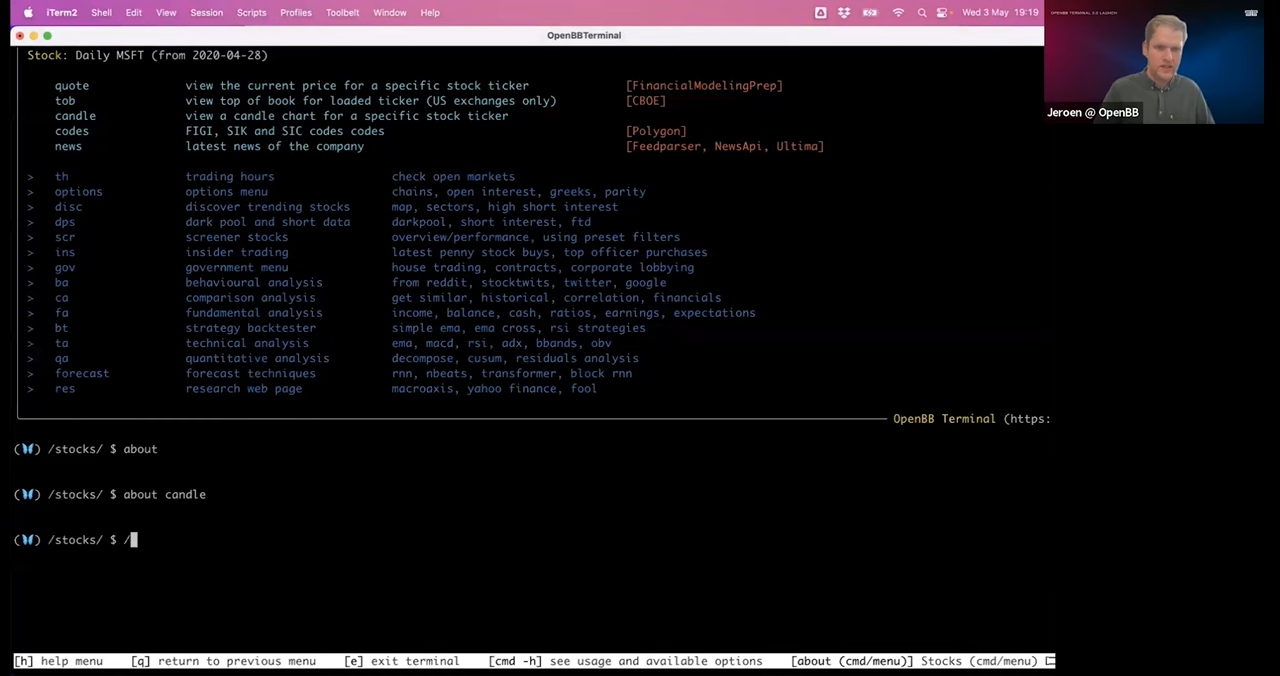 iTerm2 Shell Edit View Session Scripts Profiles Toolbelt Window Help Wed 3 May 19:19
OPENBB TERMINAL 3.0 LAUNCH
OpenBBTerminal
Stock: Daily MSFT (from 2020-04-28)
quote view the current price for a specific stock ticker [FinancialModelingPrep]
tob view top of book for loaded ticker (US exchanges only) [CBOE]
candle view a candle chart for a specific stock ticker
Jeroen @ OpenBB
codes FIGI, SIK and SIC codes codes [Polygon]
news latest news of the company [Feedparser, NewsApi, Ultima]
> th trading hours check open markets
> options options menu chains, open interest, greeks, parity
> disc discover trending stocks map, sectors, high short interest
> dps dark pool and short data darkpool, short interest, ftd
> scr screener stocks overview/performance, using preset filters
> ins insider trading latest penny stock buys, top officer purchases
> gov government menu house trading, contracts, corporate lobbying
> ba behavioural analysis from reddit, stocktwits, twitter, google
> ca comparison analysis get similar, historical, correlation, financials
> fa fundamental analysis income, balance, cash, ratios, earnings, expectations
> bt strategy backtester simple ema, ema cross, rsi strategies
> ta technical analysis ema, macd, rsi, adx, bbands, obv
> qa quantitative analysis decompose, cusum, residuals analysis
> forecast forecast techniques rnn, nbeats, transformer, block rnn
> res research web page macroaxis, yahoo finance, fool
OpenBB Terminal (https:
(🦋) /stocks/ $ about
(🦋) /stocks/ $ about candle
(🦋) /stocks/ $ /
[h] help menu [q] return to previous menu [e] exit terminal [cmd -h] see usage and available options [about (cmd/menu)] Stocks (cmd/menu)